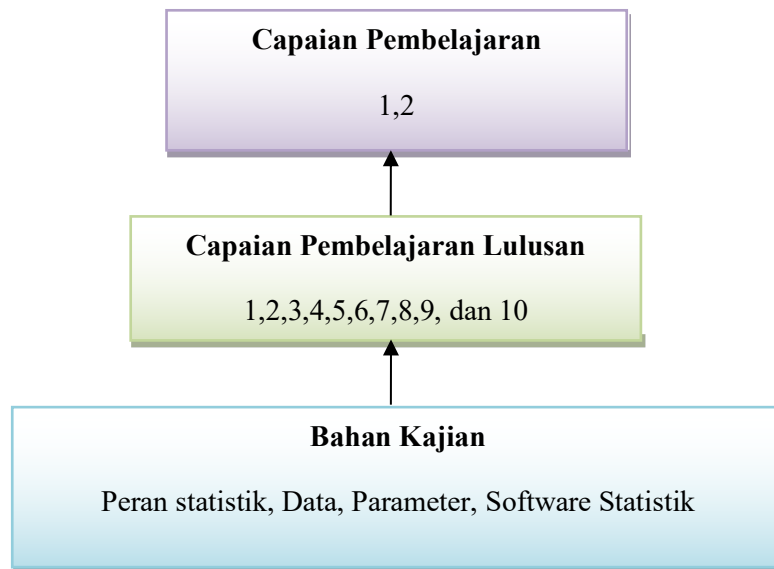 Capaian Pembelajaran
1,2
Capaian Pembelajaran Lulusan
1,2,3,4,5,6,7,8,9, dan 10
Bahan Kajian
Peran statistik, Data, Parameter, Software Statistik